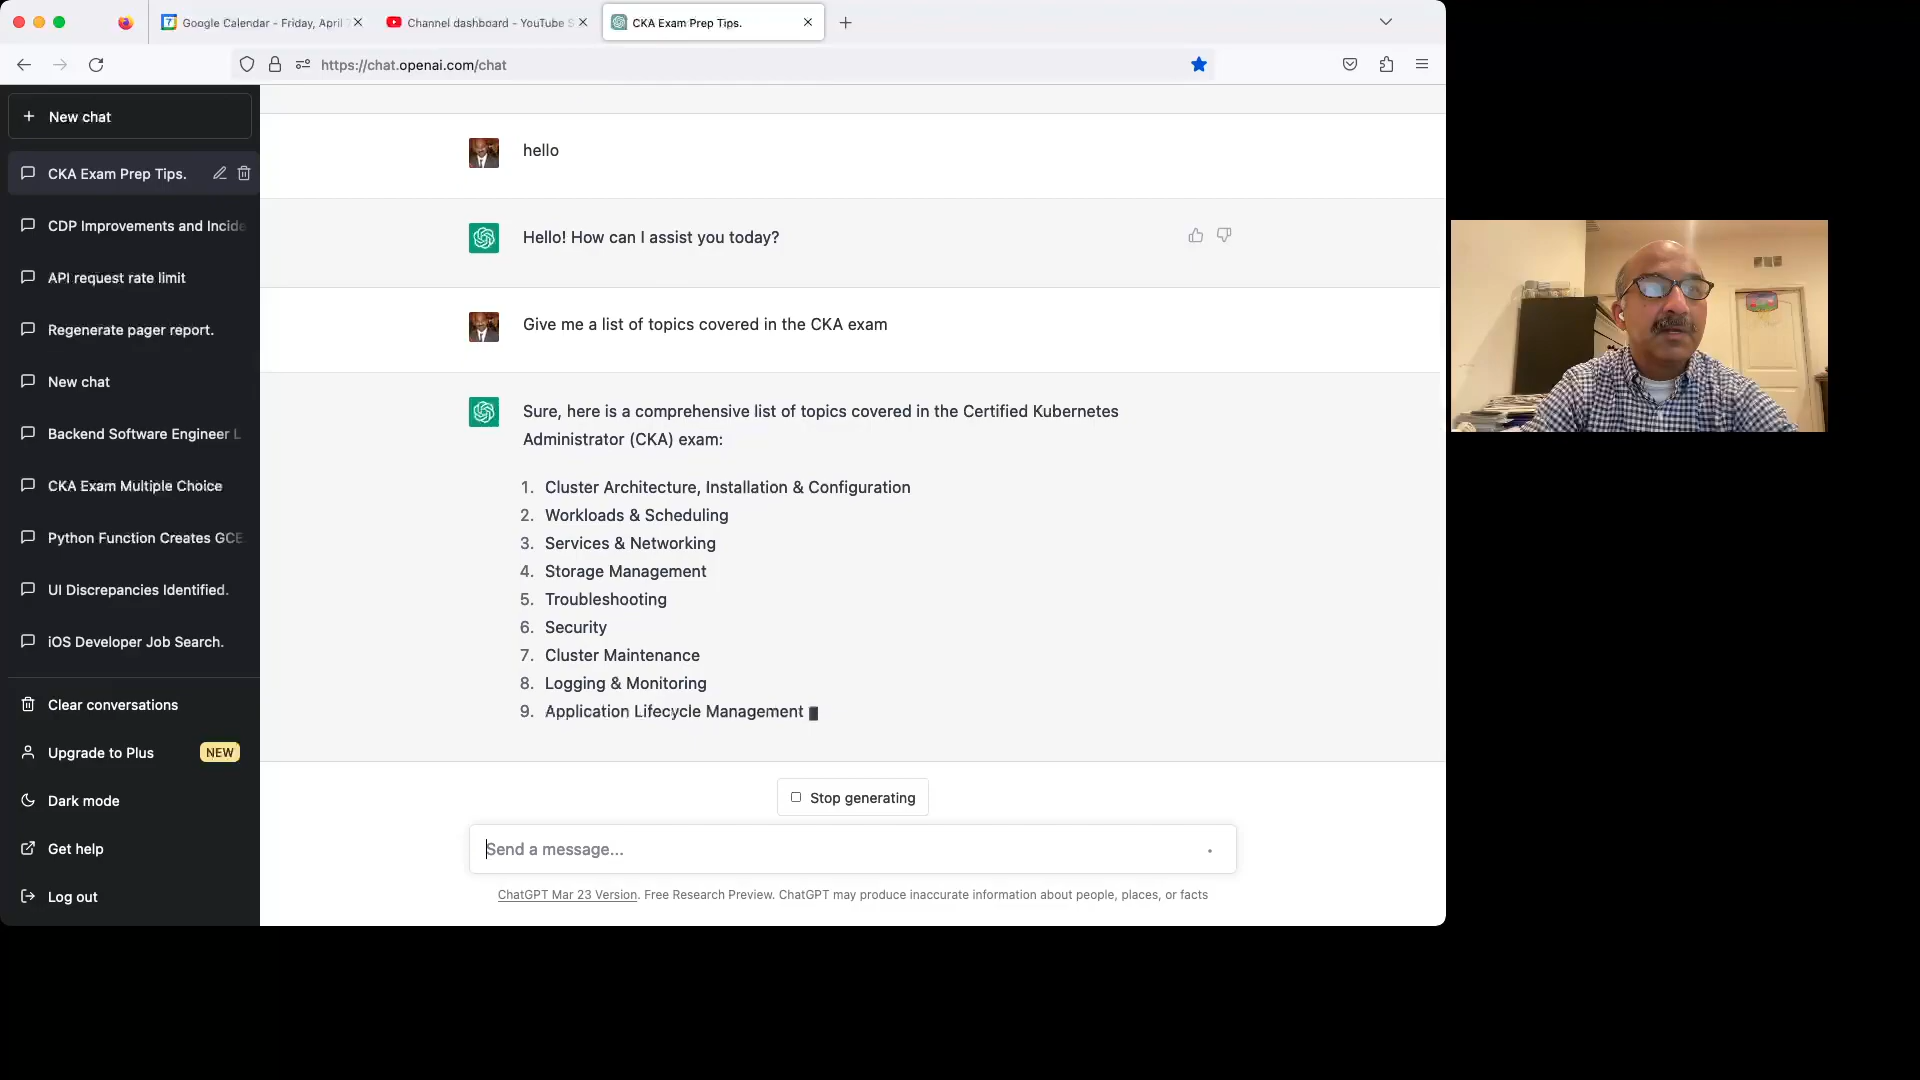 Google Calendar - Friday, April
Channel dashboard - YouTube S
CKA Exam Prep Tips.
https://chat.openai.com/chat
New chat
CKA Exam Prep Tips.
CDP Improvements and Incide
API request rate limit
Regenerate pager report.
New chat
Backend Software Engineer L
CKA Exam Multiple Choice
Python Function Creates GCE
UI Discrepancies Identified.
iOS Developer Job Search.
Clear conversations
Upgrade to Plus NEW
Dark mode
Get help
Log out
hello
Hello! How can I assist you today?
Give me a list of topics covered in the CKA exam
Sure, here is a comprehensive list of topics covered in the Certified Kubernetes
Administrator (CKA) exam:
1. Cluster Architecture, Installation & Configuration
2. Workloads & Scheduling
3. Services & Networking
4. Storage Management
5. Troubleshooting
6. Security
7. Cluster Maintenance
8. Logging & Monitoring
9. Application Lifecycle Management
Stop generating
Send a message...
ChatGPT Mar 23 Version. Free Research Preview. ChatGPT may produce inaccurate information about people, places, or facts